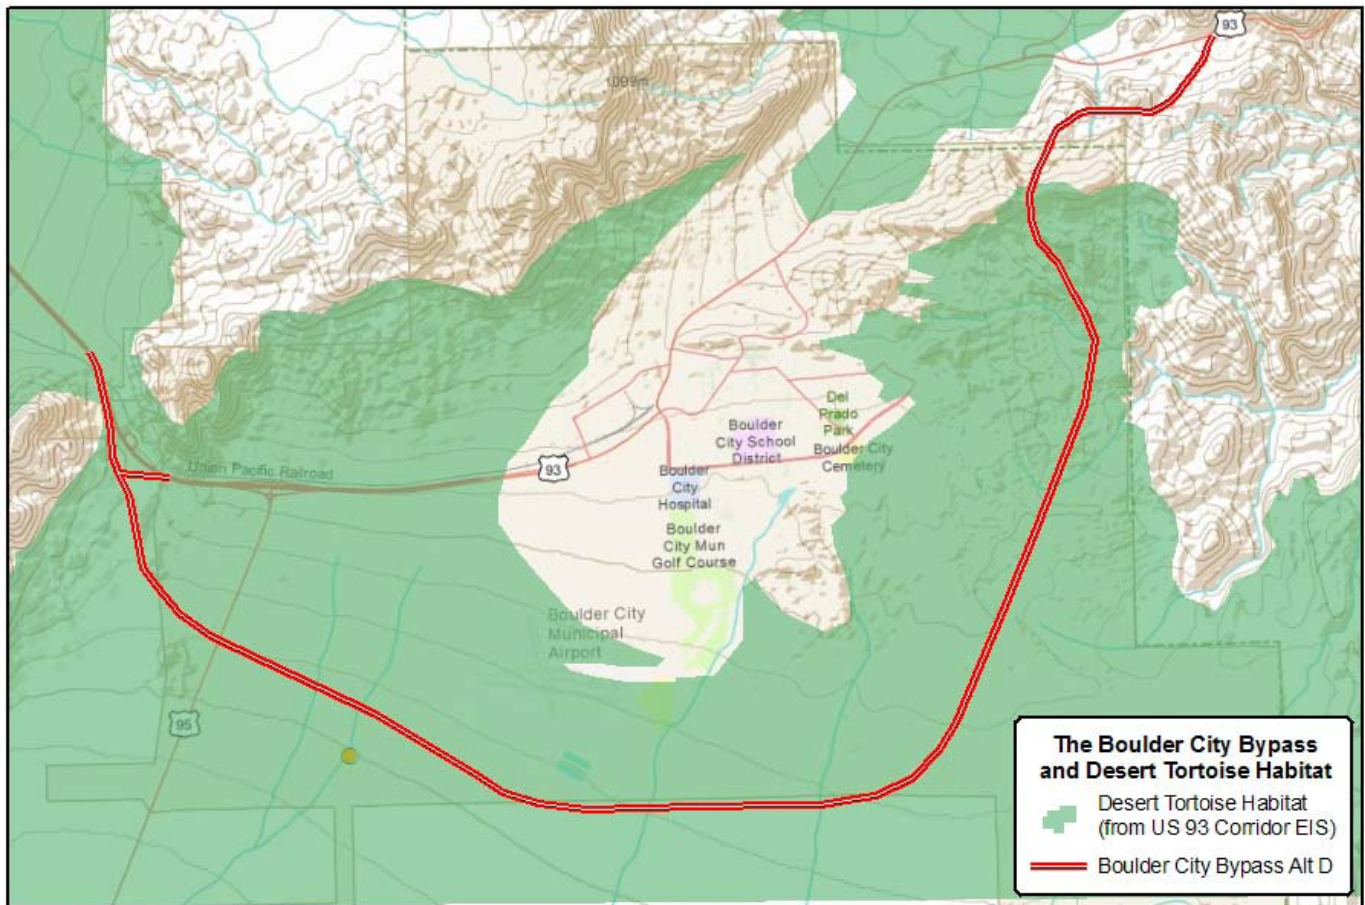 93
1099m
Union Pacific Railroad
93
Del
Prado
Park
Boulder
City School
District
Boulder City
Cemetery
Boulder
City
Hospital
Boulder
City Mun
Golf Course
Boulder City
Municipal
Airport
95
The Boulder City Bypass
and Desert Tortoise Habitat
Desert Tortoise Habitat
(from US 93 Corridor EIS)
Boulder City Bypass Alt D